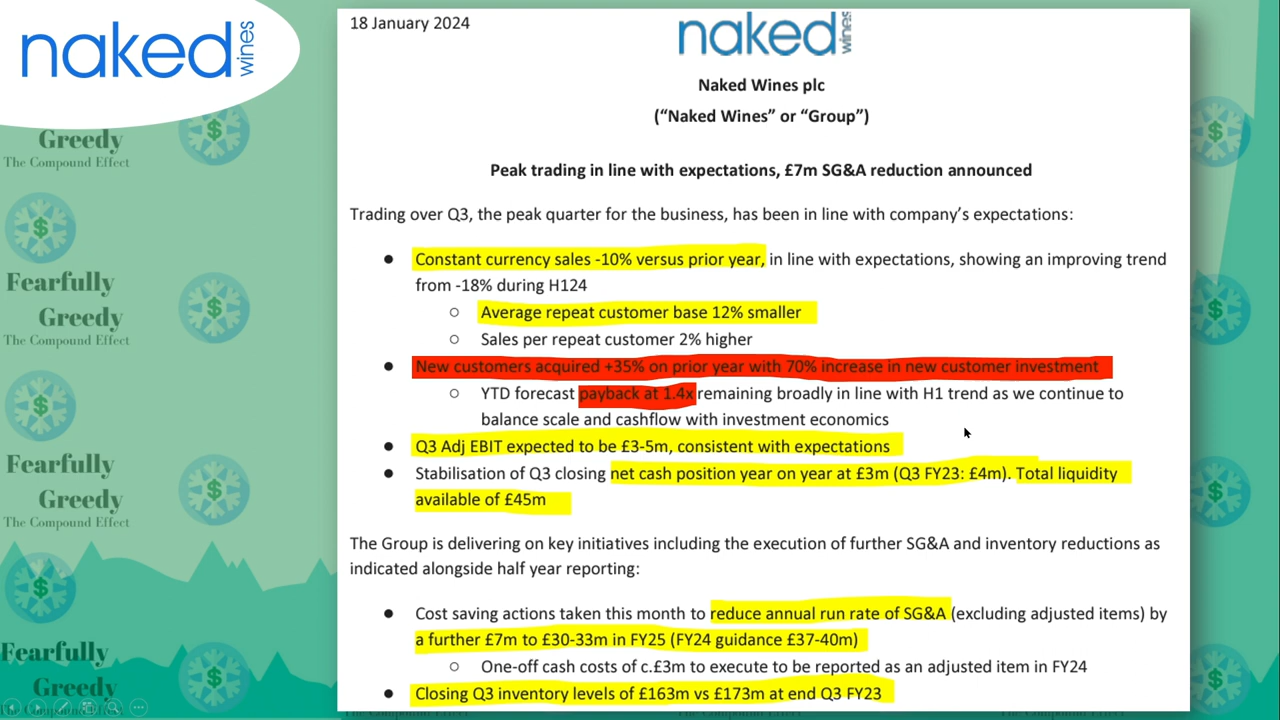 naked wines
18 January 2024
naked wines
Naked Wines plc
(“Naked Wines” or “Group”)
Peak trading in line with expectations, £7m SG&A reduction announced
Trading over Q3, the peak quarter for the business, has been in line with company’s expectations:
● Constant currency sales -10% versus prior year, in line with expectations, showing an improving trend
from -18% during H124
○ Average repeat customer base 12% smaller
○ Sales per repeat customer 2% higher
● New customers acquired +35% on prior year with 70% increase in new customer investment
○ YTD forecast payback at 1.4x remaining broadly in line with H1 trend as we continue to
balance scale and cashflow with investment economics
● Q3 Adj EBIT expected to be £3-5m, consistent with expectations
● Stabilisation of Q3 closing net cash position year on year at £3m (Q3 FY23: £4m). Total liquidity
available of £45m
The Group is delivering on key initiatives including the execution of further SG&A and inventory reductions as
indicated alongside half year reporting:
● Cost saving actions taken this month to reduce annual run rate of SG&A (excluding adjusted items) by
a further £7m to £30-33m in FY25 (FY24 guidance £37-40m)
○ One-off cash costs of c.£3m to execute to be reported as an adjusted item in FY24
● Closing Q3 inventory levels of £163m vs £173m at end Q3 FY23
Greedy
The Compound Effect
$
$
Fearfully
Greedy
The Compound Effect
$
$
Fearfully
Greedy
The Compound Effect
$
$
Fearfully
Greedy
The Compound Effect
$
$
$
$
$